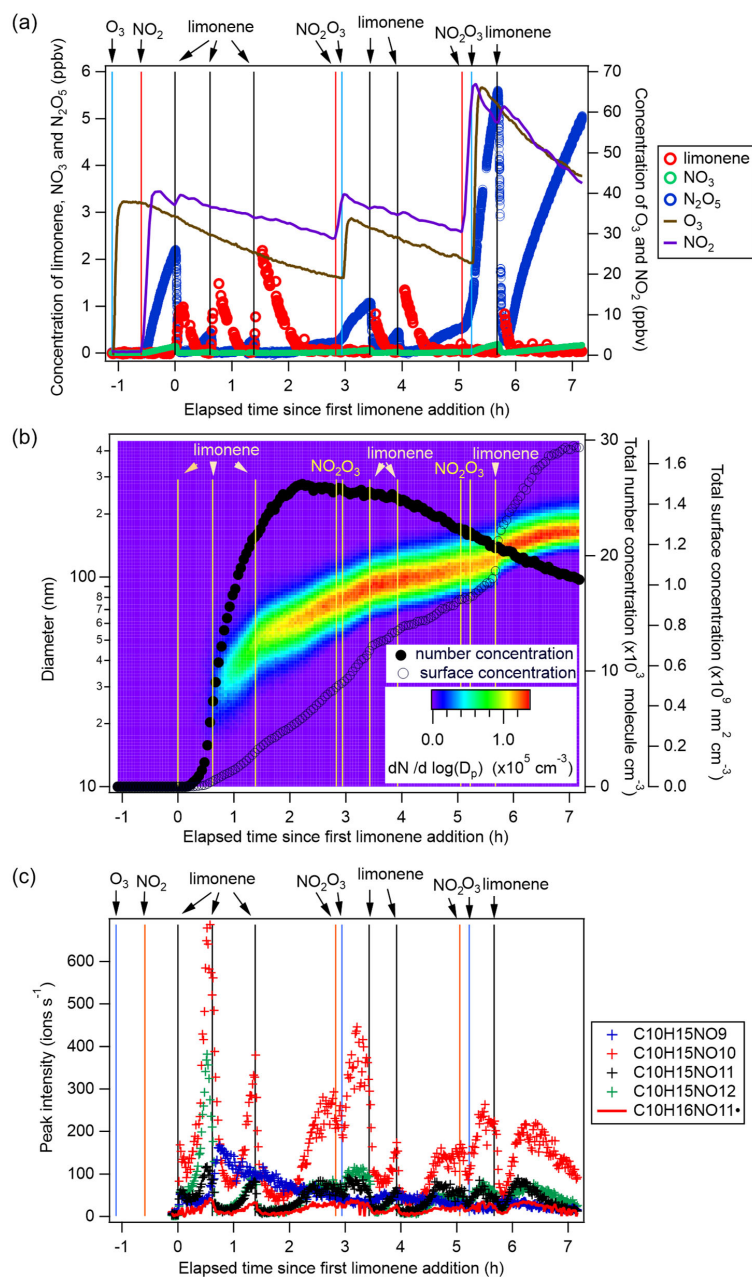 (a)
O3 NO2 limonene NO2O3 limonene NO2O3 limonene
Concentration of limonene, NO3 and N2O5 (ppbv)
6
5
4
3
2
1
0
70
60
50
40
30
20
10
0
Concentration of O3 and NO2 (ppbv)
limonene
NO3
N2O5
O3
NO2
-1 0 1 2 3 4 5 6 7
Elapsed time since first limonene addition (h)
(b)
limonene NO2O3 limonene NO2O3 limonene
Diameter (nm)
4
3
2
100
8
6
4
3
2
10
30
20
10
0
Total number concentration (x10^3 molecule cm^-3)
1.6
1.4
1.2
1.0
0.8
0.6
0.4
0.2
0.0
Total surface concentration (x10^9 nm^2 cm^-3)
number concentration
surface concentration
0.0 1.0
dN /d log(Dp) (x10^5 cm^-3)
-1 0 1 2 3 4 5 6 7
Elapsed time since first limonene addition (h)
(c)
O3 NO2 limonene NO2O3 limonene NO2O3 limonene
Peak intensity (ions s^-1)
600
500
400
300
200
100
0
C10H15NO9
C10H15NO10
C10H15NO11
C10H15NO12
C10H16NO11•
-1 0 1 2 3 4 5 6 7
Elapsed time since first limonene addition (h)